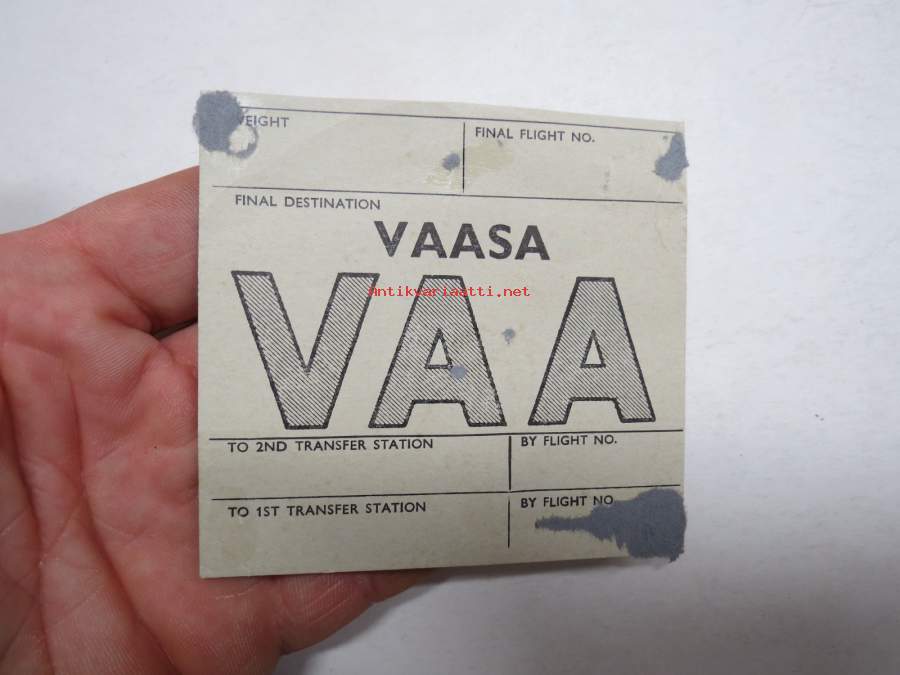 WEIGHT
FINAL FLIGHT NO.
FINAL DESTINATION
VAASA
antikvariaatti.net
VAA
TO 2ND TRANSFER STATION
BY FLIGHT NO.
TO 1ST TRANSFER STATION
BY FLIGHT NO